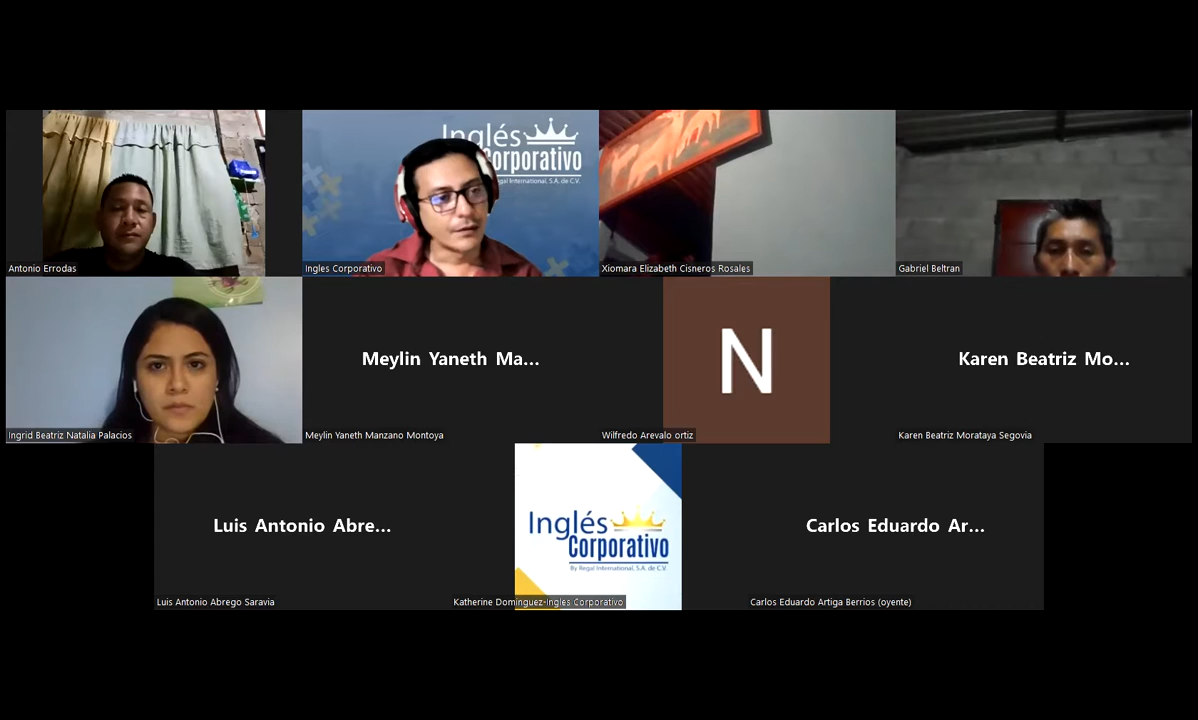 Inglés
Corporativo
Regal International, S.A. de C.V.
Antonio Errodas
Ingles Corporativo
Xiomara Elizabeth Cisneros Rosales
Gabriel Beltran
Ingrid Beatriz Natalia Palacios
Meylin Yaneth Ma...
Meylin Yaneth Manzano Montoya
N
Wilfredo Arevalo ortiz
Karen Beatriz Mo...
Karen Beatriz Morataya Segovia
Luis Antonio Abre...
Luis Antonio Abrego Saravia
Inglés
Corporativo
By Regal International, S.A. de C.V.
Katherine Dominguez-Ingles Corporativo
Carlos Eduardo Ar...
Carlos Eduardo Artiga Berrios (oyente)